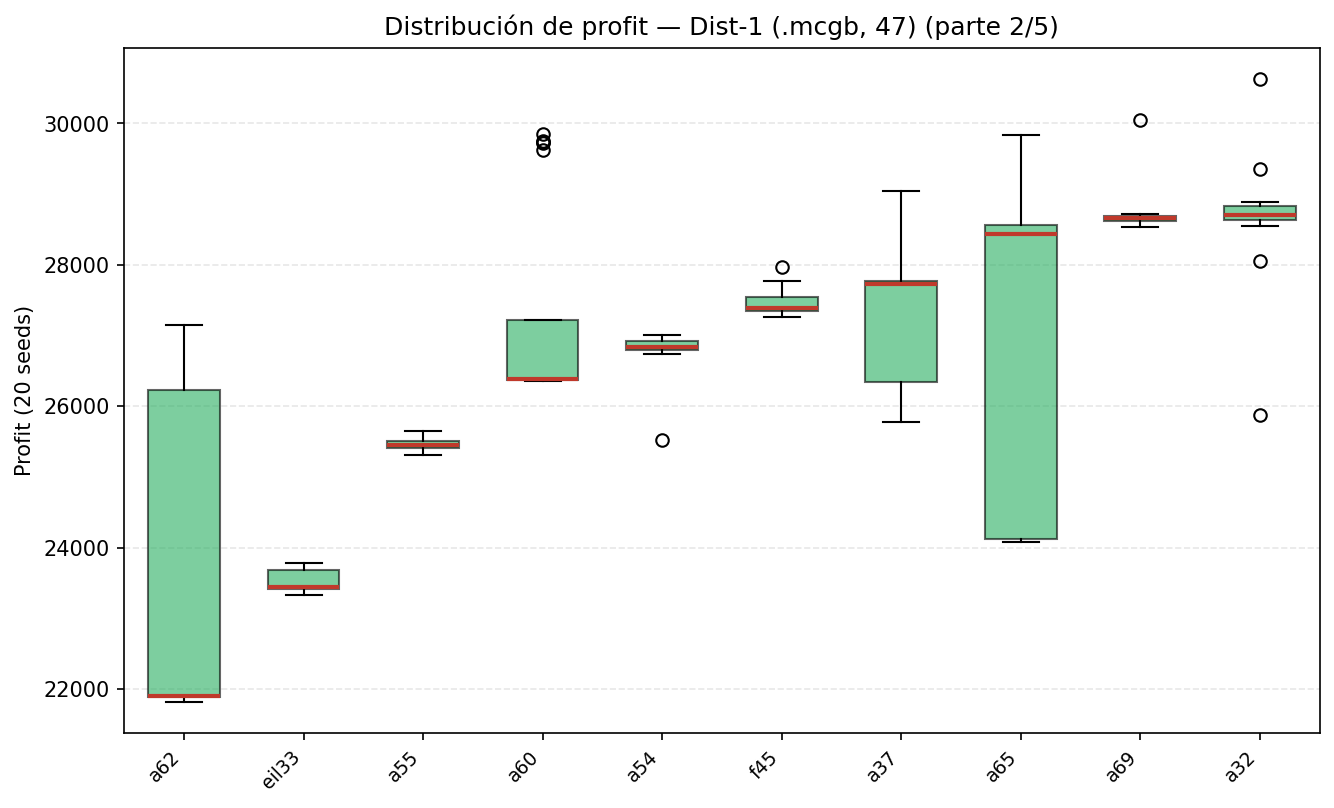 Distribución de profit — Dist-1 (.mcgb, 47) (parte 2/5)
Profit (20 seeds)
30000
28000
26000
24000
22000
a62
eil33
a55
a60
a54
f45
a37
a65
a69
a32